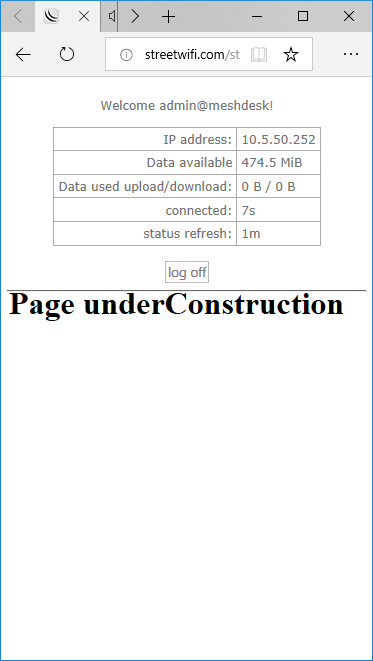 streetwifi.com/st
Welcome admin@meshdesk!
IP address: 10.5.50.252
Data available 474.5 MiB
Data used upload/download: 0 B / 0 B
connected: 7s
status refresh: 1m
log off
Page underConstruction